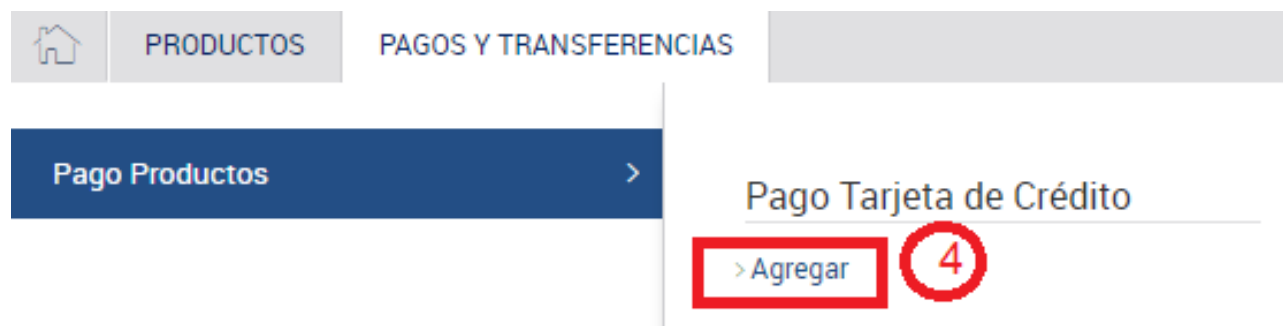 PRODUCTOS PAGOS Y TRANSFERENCIAS
Pago Productos >
Pago Tarjeta de Crédito
> Agregar 4